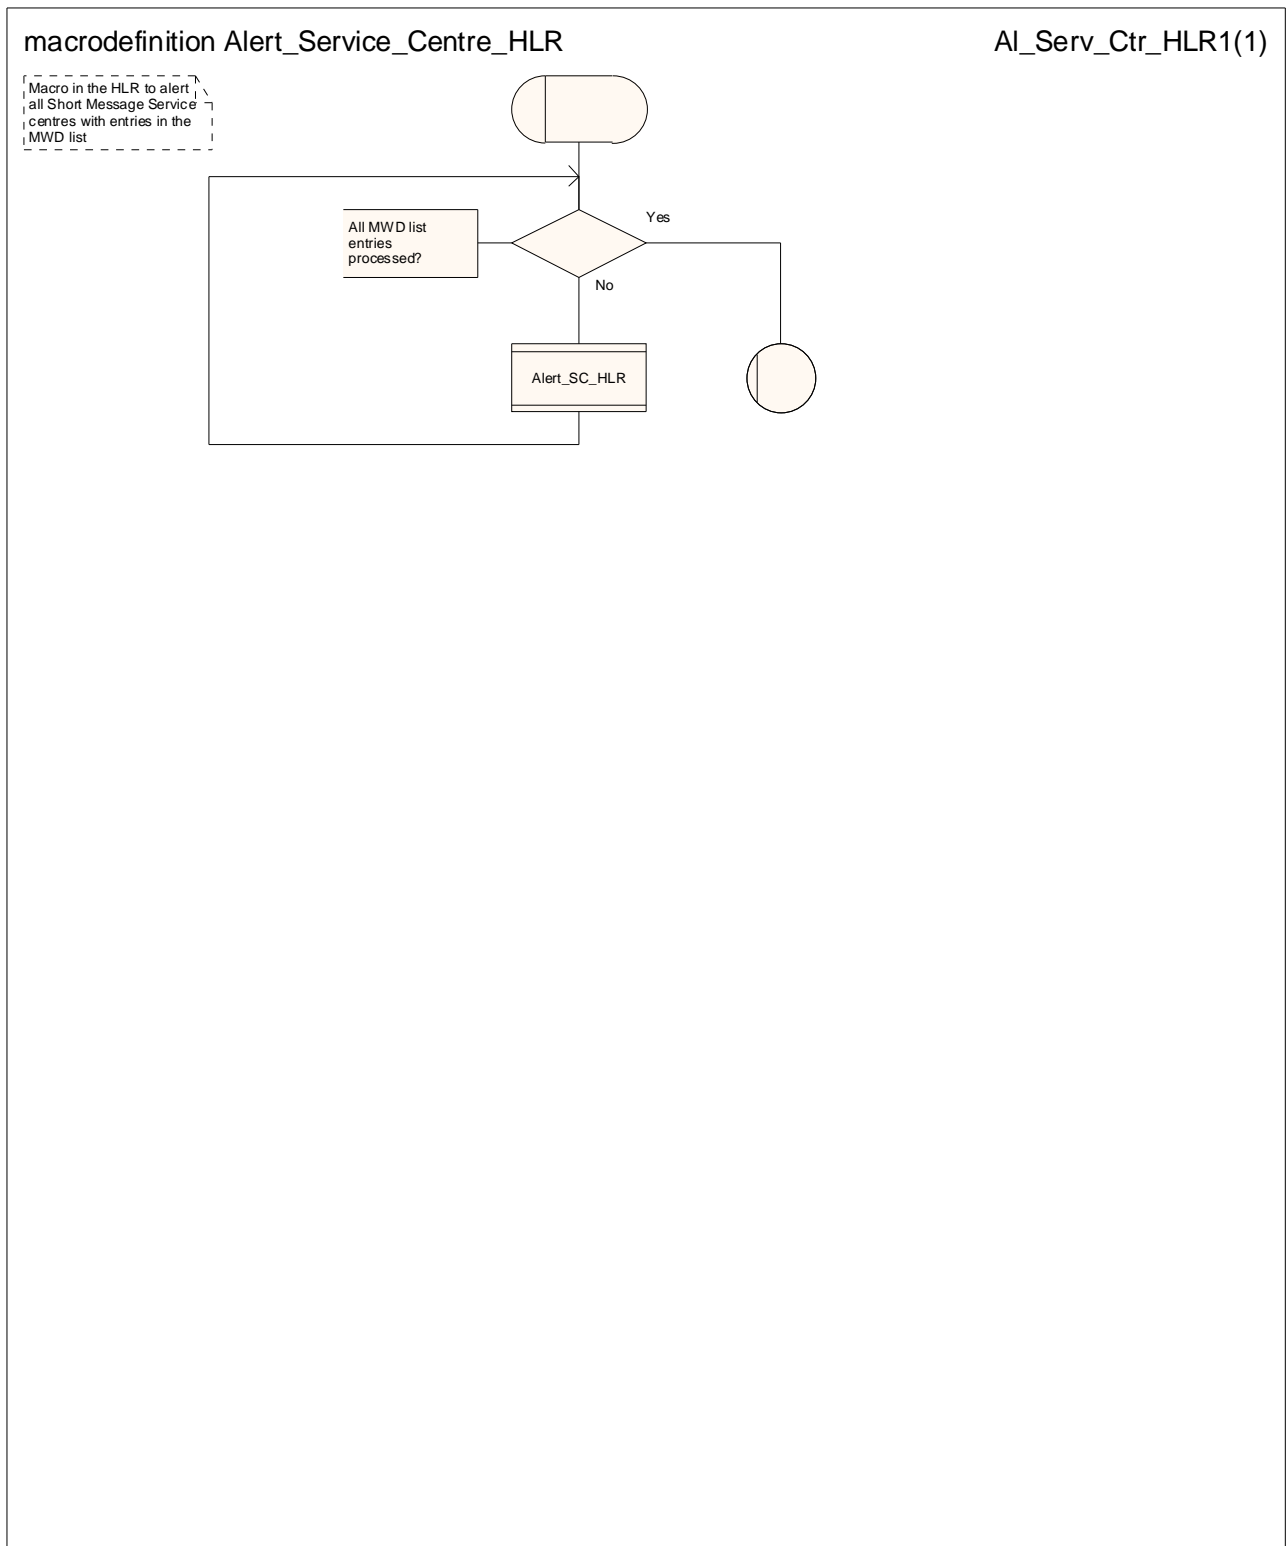 macrodefinition Alert_Service_Centre_HLR
Al_Serv_Ctr_HLR1(1)
Macro in the HLR to alert
all Short Message Service
centres with entries in the
MWD list
All MWD list
entries
processed?
Yes
No
Alert_SC_HLR